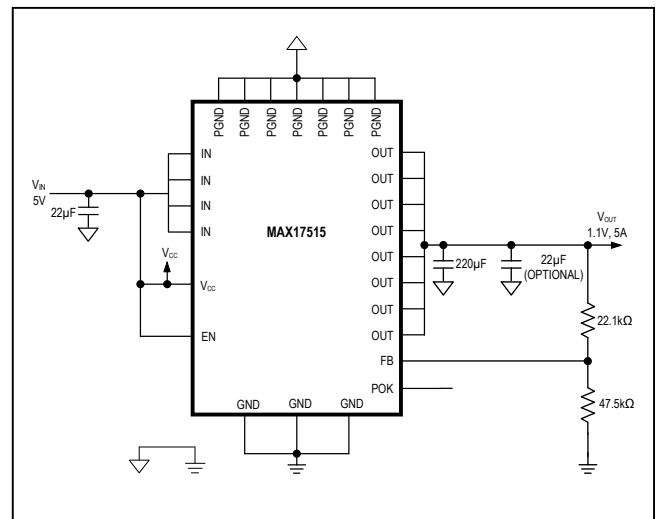 PGND PGND PGND PGND PGND PGND PGND
IN
OUT
IN
OUT
IN
OUT
IN
OUT
MAX17515
OUT
OUT
OUT
OUT
VIN
5V
22µF
VCC
VCC
EN
FB
POK
GND GND GND
220µF
22µF
(OPTIONAL)
VOUT
1.1V, 5A
22.1kΩ
47.5kΩ